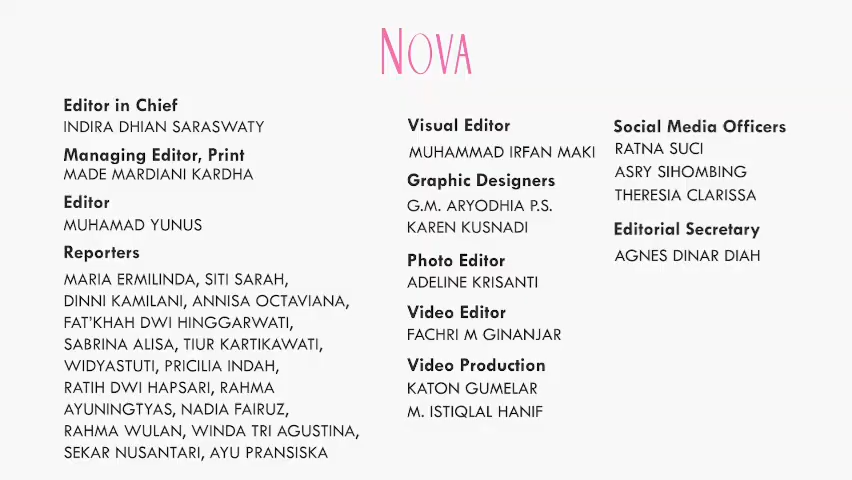 NOVA
Editor in Chief
INDIRA DHIAN SARASWATY
Managing Editor, Print
MADE MARDIANI KARDHA
Editor
MUHAMAD YUNUS
Reporters
MARIA ERMILINDA, SITI SARAH,
DINNI KAMILANI, ANNISA OCTAVIANA,
FAT'KHAH DWI HINGGARWATI,
SABRINA ALISA, TIUR KARTIKAWATI,
WIDYASTUTI, PRICILIA INDAH,
RATIH DWI HAPSARI, RAHMA
AYUNINGTYAS, NADIA FAIRUZ,
RAHMA WULAN, WINDA TRI AGUSTINA,
SEKAR NUSANTARI, AYU PRANSISKA
Visual Editor
MUHAMMAD IRFAN MAKI
Graphic Designers
G.M. ARYODHIA P.S.
KAREN KUSNADI
Photo Editor
ADELINE KRISANTI
Video Editor
FACHRI M GINANJAR
Video Production
KATON GUMELAR
M. ISTIQLAL HANIF
Social Media Officers
RATNA SUCI
ASRY SIHOMBING
THERESIA CLARISSA
Editorial Secretary
AGNES DINAR DIAH